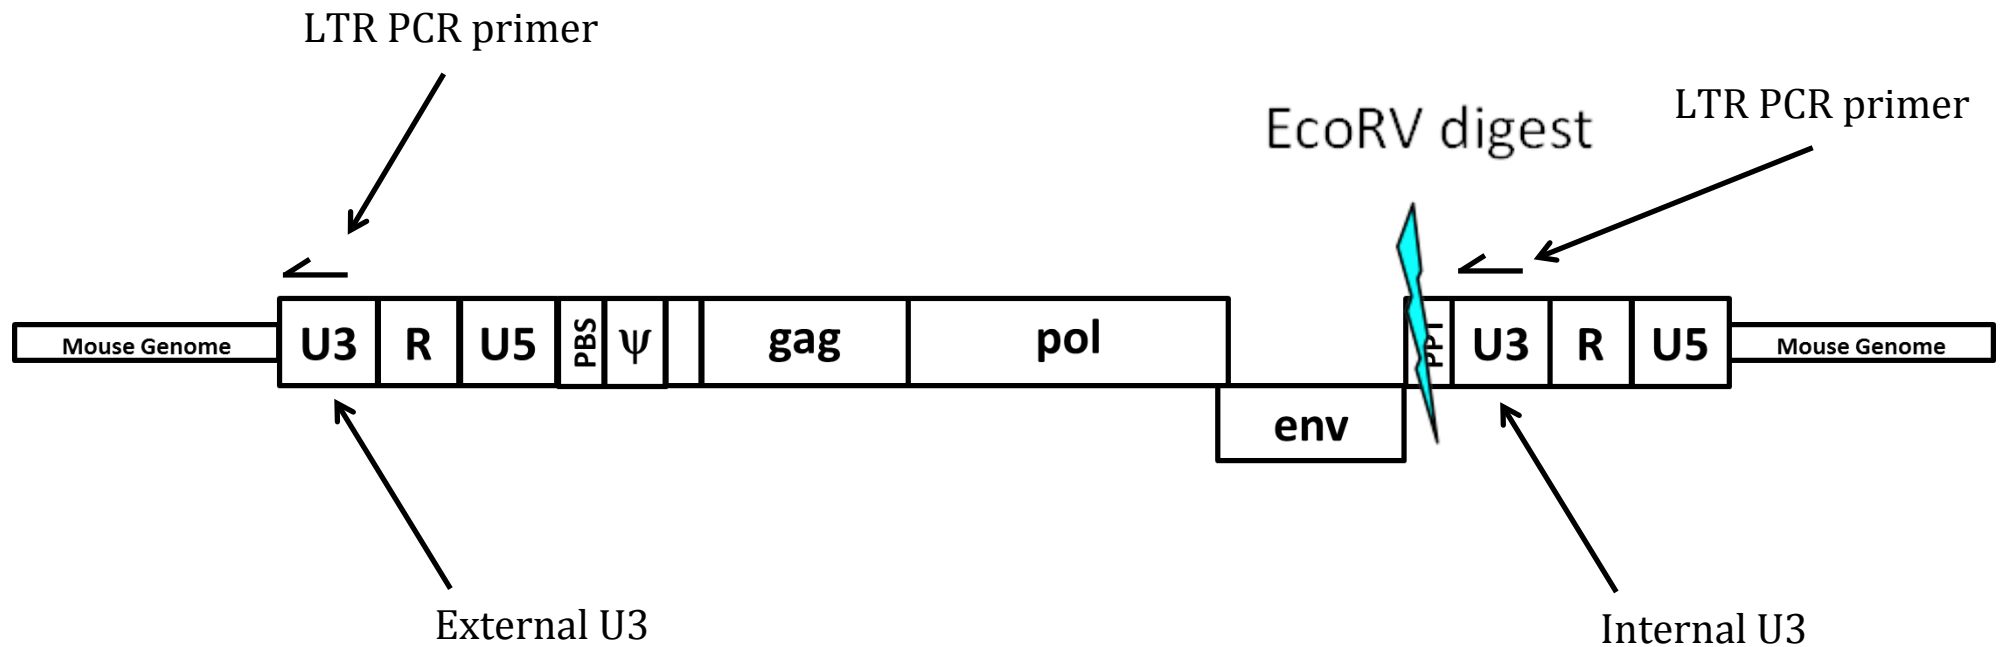 LTR PCR primer
EcoRV digest
LTR PCR primer
Mouse Genome
U3
R
U5
PBS
ψ
gag
pol
env
PPT
U3
R
U5
Mouse Genome
External U3
Internal U3